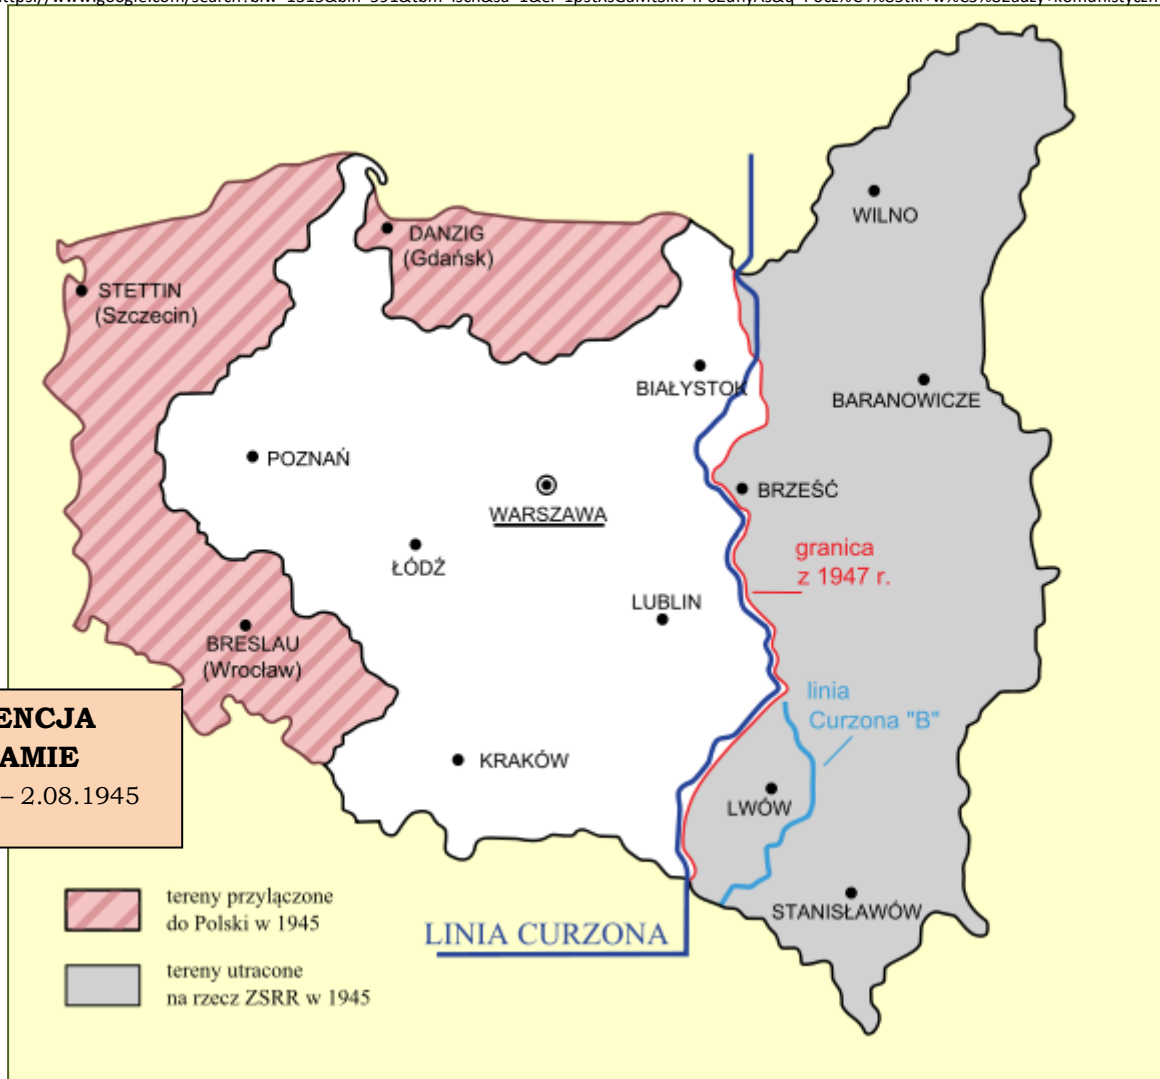 WILNO
DANZIG
(Gdańsk)
STETTIN
(Szczecin)
BIAŁYSTOK
BARANOWICZE
POZNAŃ
BRZEŚĆ
WARSZAWA
granica
z 1947 r.
ŁÓDŹ
LUBLIN
BRESLAU
(Wrocław)
linia
Curzona "B"
ENCJA
AMIE
– 2.08.1945
KRAKÓW
LWÓW
tereny przyłączone
do Polski w 1945
STANISŁAWÓW
LINIA CURZONA
tereny utracone
na rzecz ZSRR w 1945